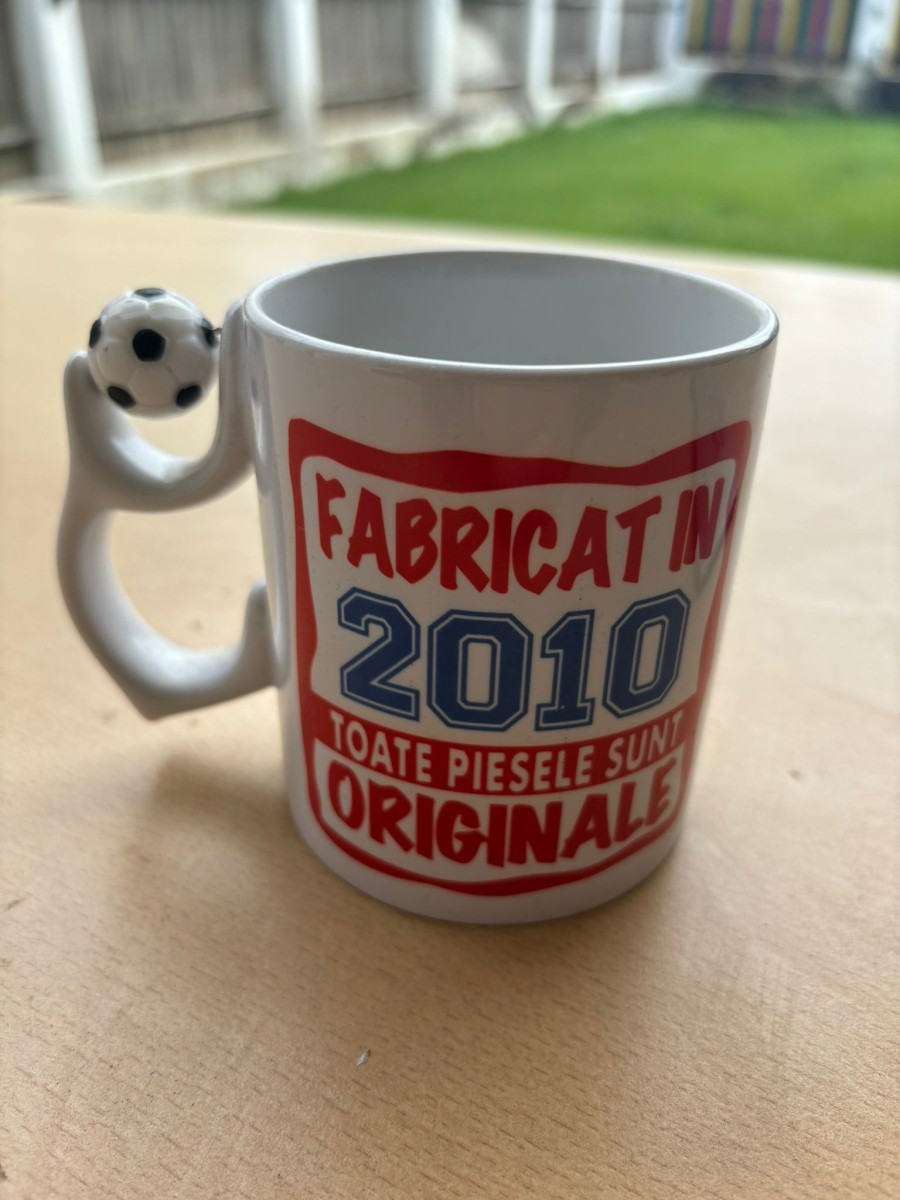 FABRICAT IN
2010
TOATE PIESELE SUNT
ORIGINALE